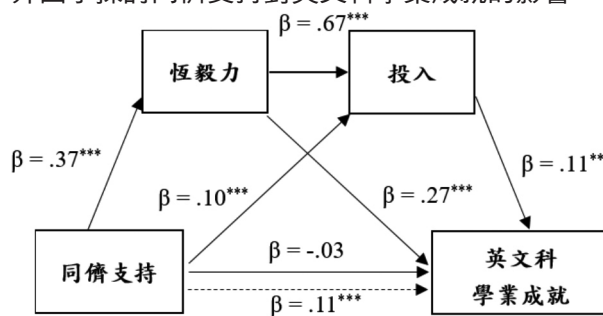 β = .67***
恆毅力
投入
β = .37***
β = .10***
β = .27***
β = .11**
同儕支持
β = -.03
β = .11***
英文科
學業成就